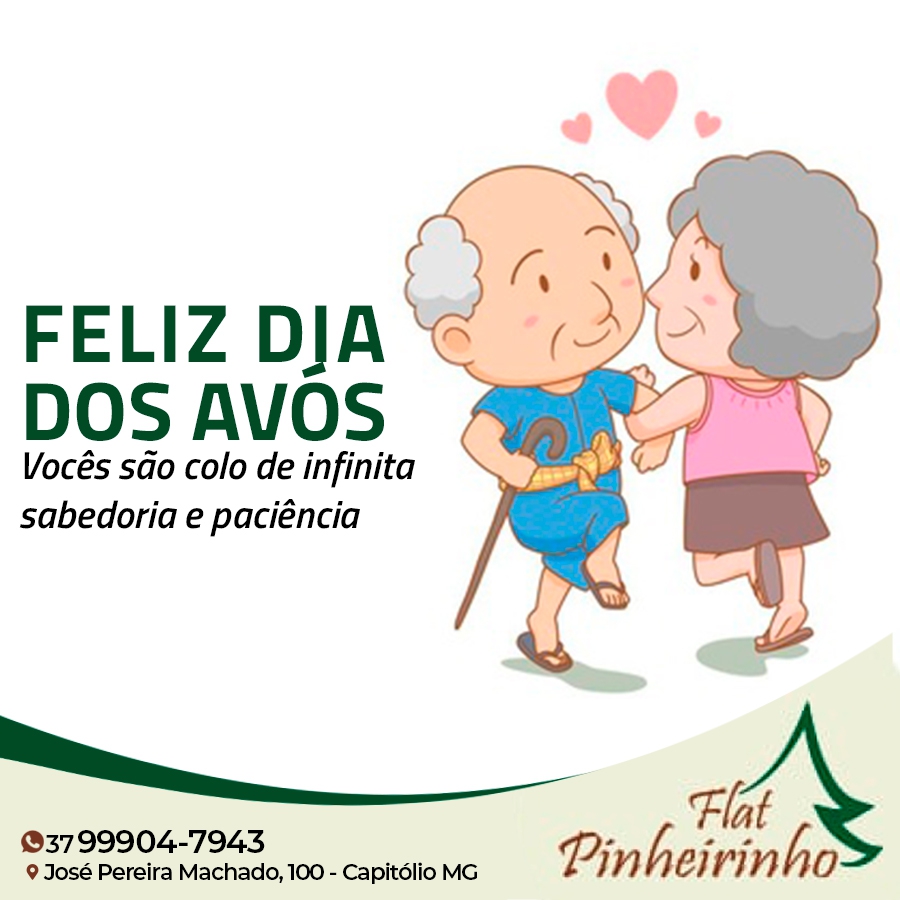 FELIZ DIA
DOS AVÓS
Vocês são colo de infinita
sabedoria e paciência
37 99904-7943
José Pereira Machado, 100 - Capitólio MG
Flat
Pinheirinho